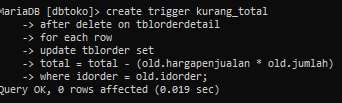 MariaDB [dbtoko]> create trigger kurang_total
-> after delete on tblorderdetail
-> for each row
-> update tblorder set
-> total = total - (old.hargapenjualan * old.jumlah)
-> where idorder = old.idorder;
Query OK, 0 rows affected (0.019 sec)